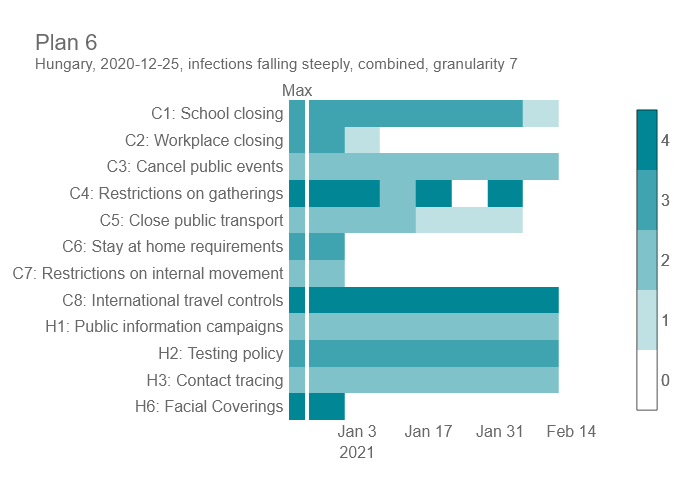 Plan 6
Hungary, 2020-12-25, infections falling steeply, combined, granularity 7
Max
C1: School closing
C2: Workplace closing
C3: Cancel public events
C4: Restrictions on gatherings
C5: Close public transport
C6: Stay at home requirements
C7: Restrictions on internal movement
C8: International travel controls
H1: Public information campaigns
H2: Testing policy
H3: Contact tracing
H6: Facial Coverings
Jan 3 Jan 17 Jan 31 Feb 14
2021
4
3
2
1
0